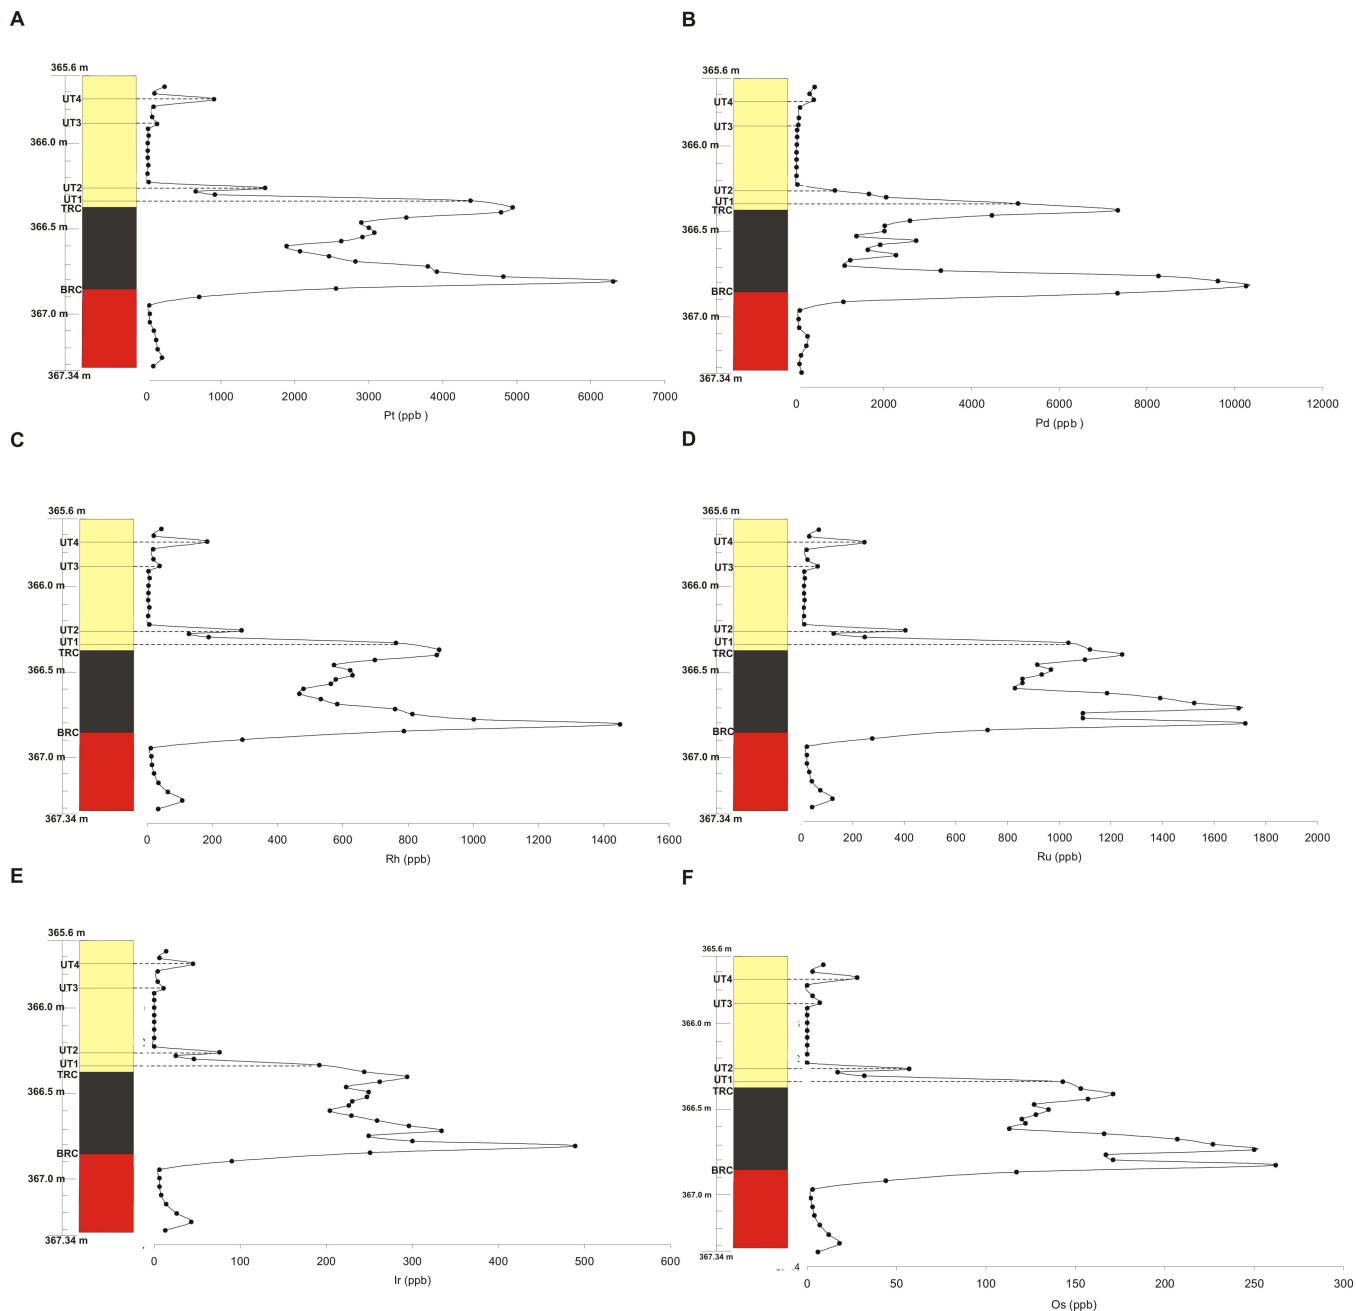 A
365.6 m
UT4
UT3
366.0 m
UT2
UT1
TRC
366.5 m
BRC
367.0 m
367.34 m
0 1000 2000 3000 4000 5000 6000 7000
Pt (ppb )
B
365.6 m
UT4
UT3
366.0 m
UT2
UT1
TRC
366.5 m
BRC
367.0 m
367.34 m
0 2000 4000 6000 8000 10000 12000
Pd (ppb )
C
365.6 m
UT4
UT3
366.0 m
UT2
UT1
TRC
366.5 m
BRC
367.0 m
367.34 m
0 200 400 600 800 1000 1200 1400 1600
Rh (ppb)
D
365.6 m
UT4
UT3
366.0 m
UT2
UT1
TRC
366.5 m
BRC
367.0 m
367.34 m
0 200 400 600 800 1000 1200 1400 1600 1800 2000
Ru (ppb)
E
365.6 m
UT4
UT3
366.0 m
UT2
UT1
TRC
366.5 m
BRC
367.0 m
367.34 m
0 100 200 300 400 500 600
Ir (ppb)
F
365.6 m
UT4
UT3
366.0 m
UT2
UT1
TRC
366.5 m
BRC
367.0 m
367.34 m
0 50 100 150 200 250 300
Os (ppb)